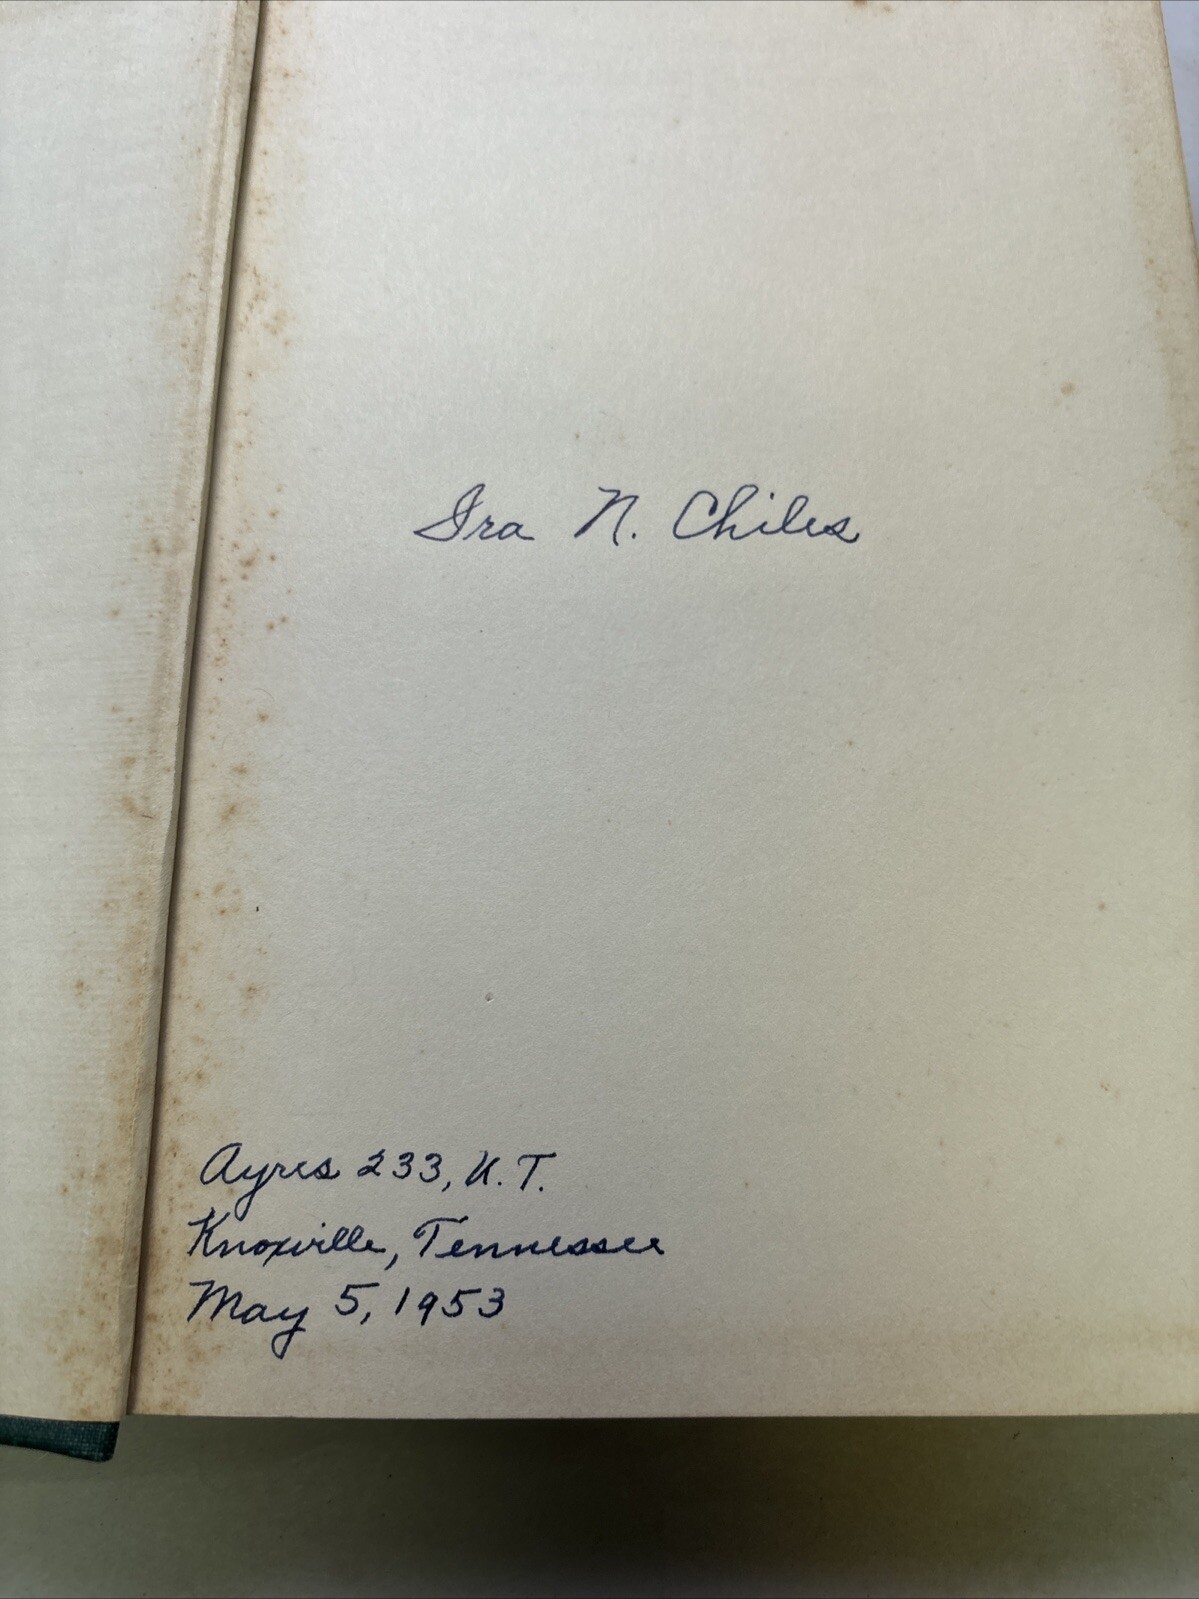 Ira N. Chiles
Ayres 233, U.T.
Knoxville, Tennessee
May 5, 1953